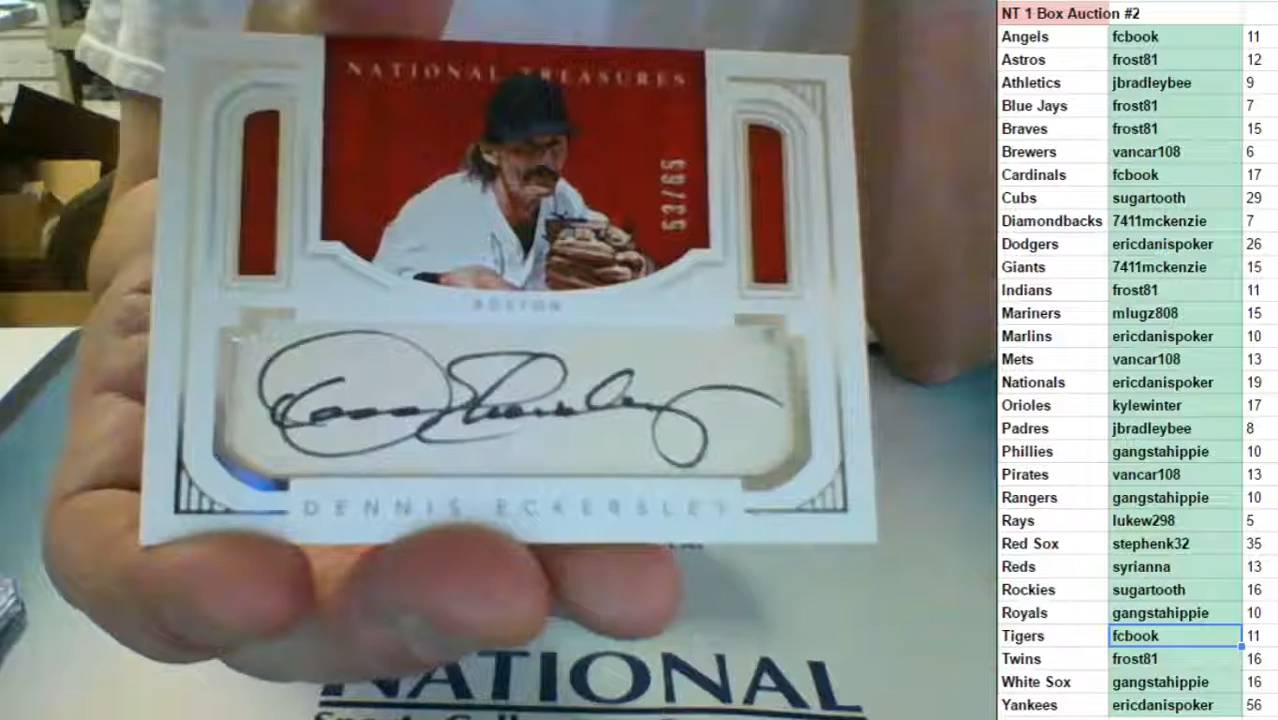 NATIONAL TREASURES
53/65
BOSTON
Dennis Eckersley
DENNIS ECKERSLEY
NATIONAL
NT 1 Box Auction #2
Angels fcbook 11
Astros frost81 12
Athletics jbradleybee 9
Blue Jays frost81 7
Braves frost81 15
Brewers vancar108 6
Cardinals fcbook 17
Cubs sugartooth 29
Diamondbacks 7411mckenzie 7
Dodgers ericdanispoker 26
Giants 7411mckenzie 15
Indians frost81 11
Mariners mlugz808 15
Marlins ericdanispoker 10
Mets vancar108 13
Nationals ericdanispoker 19
Orioles kylewinter 17
Padres jbradleybee 8
Phillies gangstahippie 10
Pirates vancar108 13
Rangers gangstahippie 10
Rays lukew298 5
Red Sox stephenk32 35
Reds syrianna 13
Rockies sugartooth 16
Royals gangstahippie 10
Tigers fcbook 11
Twins frost81 16
White Sox gangstahippie 16
Yankees ericdanispoker 56